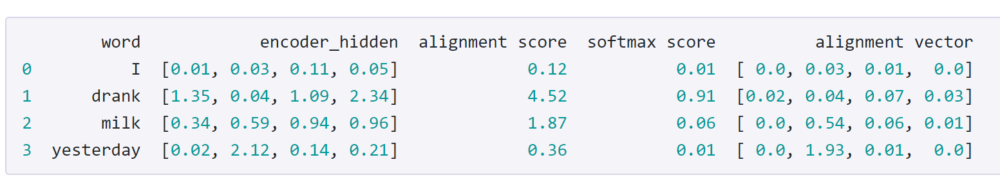 word encoder_hidden alignment score softmax score alignment vector
0 I [0.01, 0.03, 0.11, 0.05] 0.12 0.01 [ 0.0, 0.03, 0.01, 0.0]
1 drank [1.35, 0.04, 1.09, 2.34] 4.52 0.91 [0.02, 0.04, 0.07, 0.03]
2 milk [0.34, 0.59, 0.94, 0.96] 1.87 0.06 [ 0.0, 0.54, 0.06, 0.01]
3 yesterday [0.02, 2.12, 0.14, 0.21] 0.36 0.01 [ 0.0, 1.93, 0.01, 0.0]